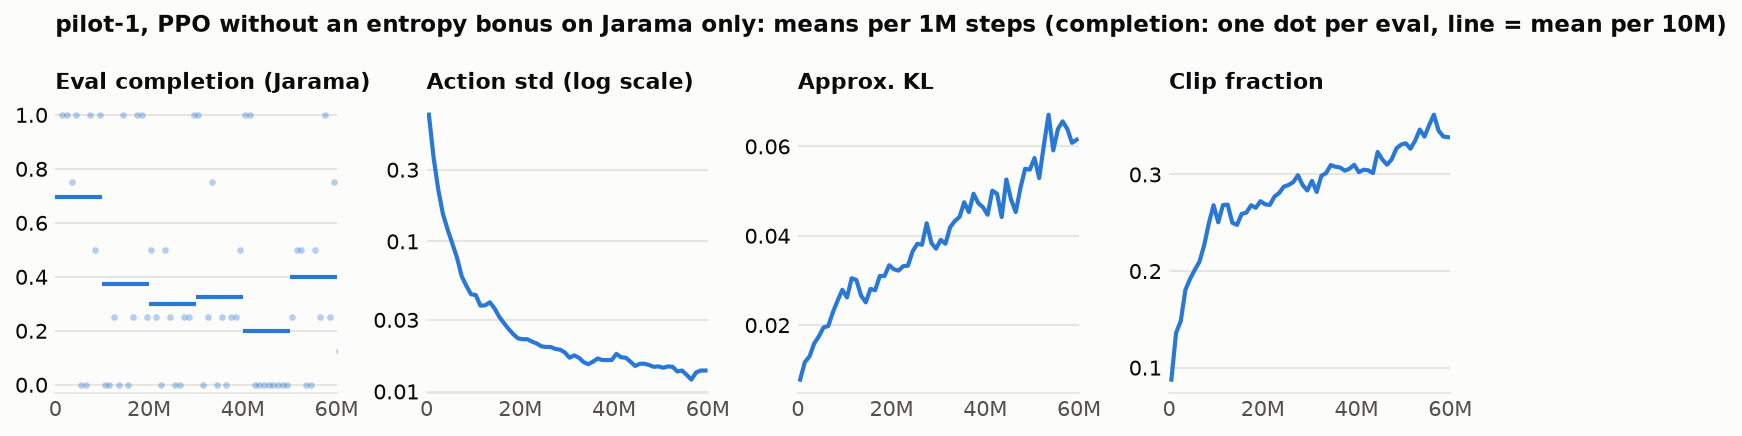 pilot-1, PPO without an entropy bonus on Jarama only: means per 1M steps (completion: one dot per eval, line = mean per 10M)
Eval completion (Jarama)
1.0
0.8
0.6
0.4
0.2
0.0
0 20M 40M 60M
Action std (log scale)
0.3
0.1
0.03
0.01
0 20M 40M 60M
Approx. KL
0.06
0.04
0.02
0 20M 40M 60M
Clip fraction
0.3
0.2
0.1
0 20M 40M 60M